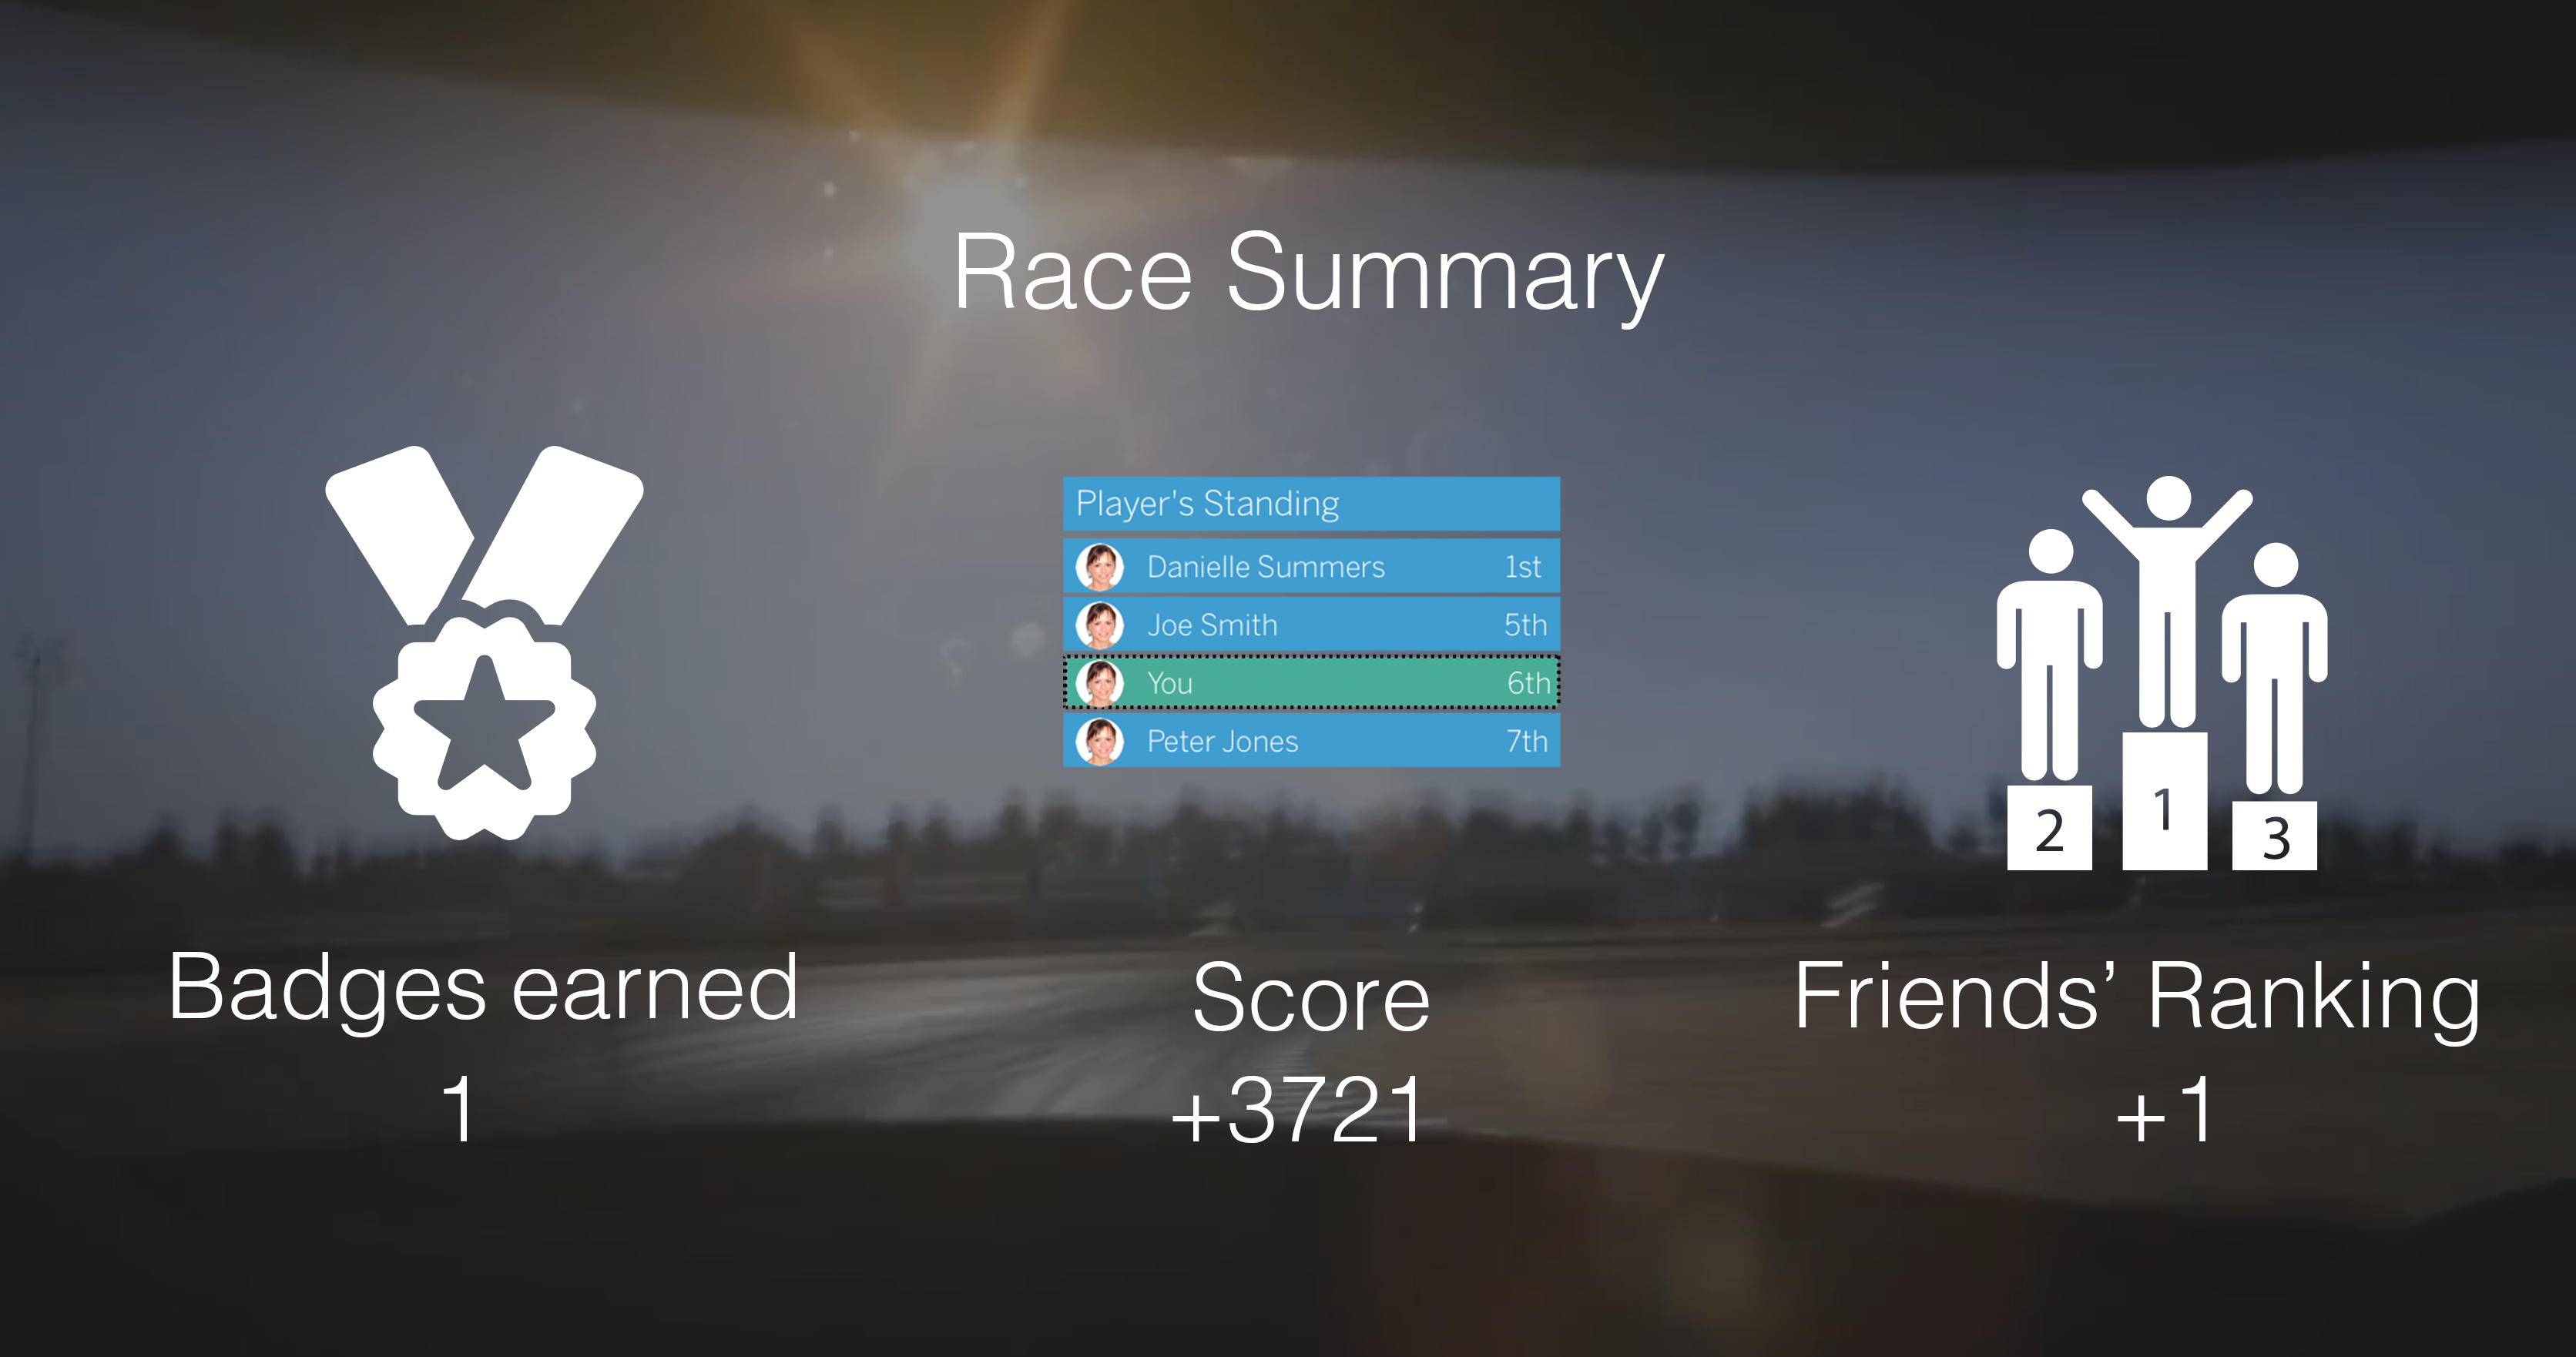 Race Summary
Player's Standing
Danielle Summers 1st
Joe Smith 5th
You 6th
Peter Jones 7th
2 1 3
Badges earned
1
Score
+3721
Friends’ Ranking
+1